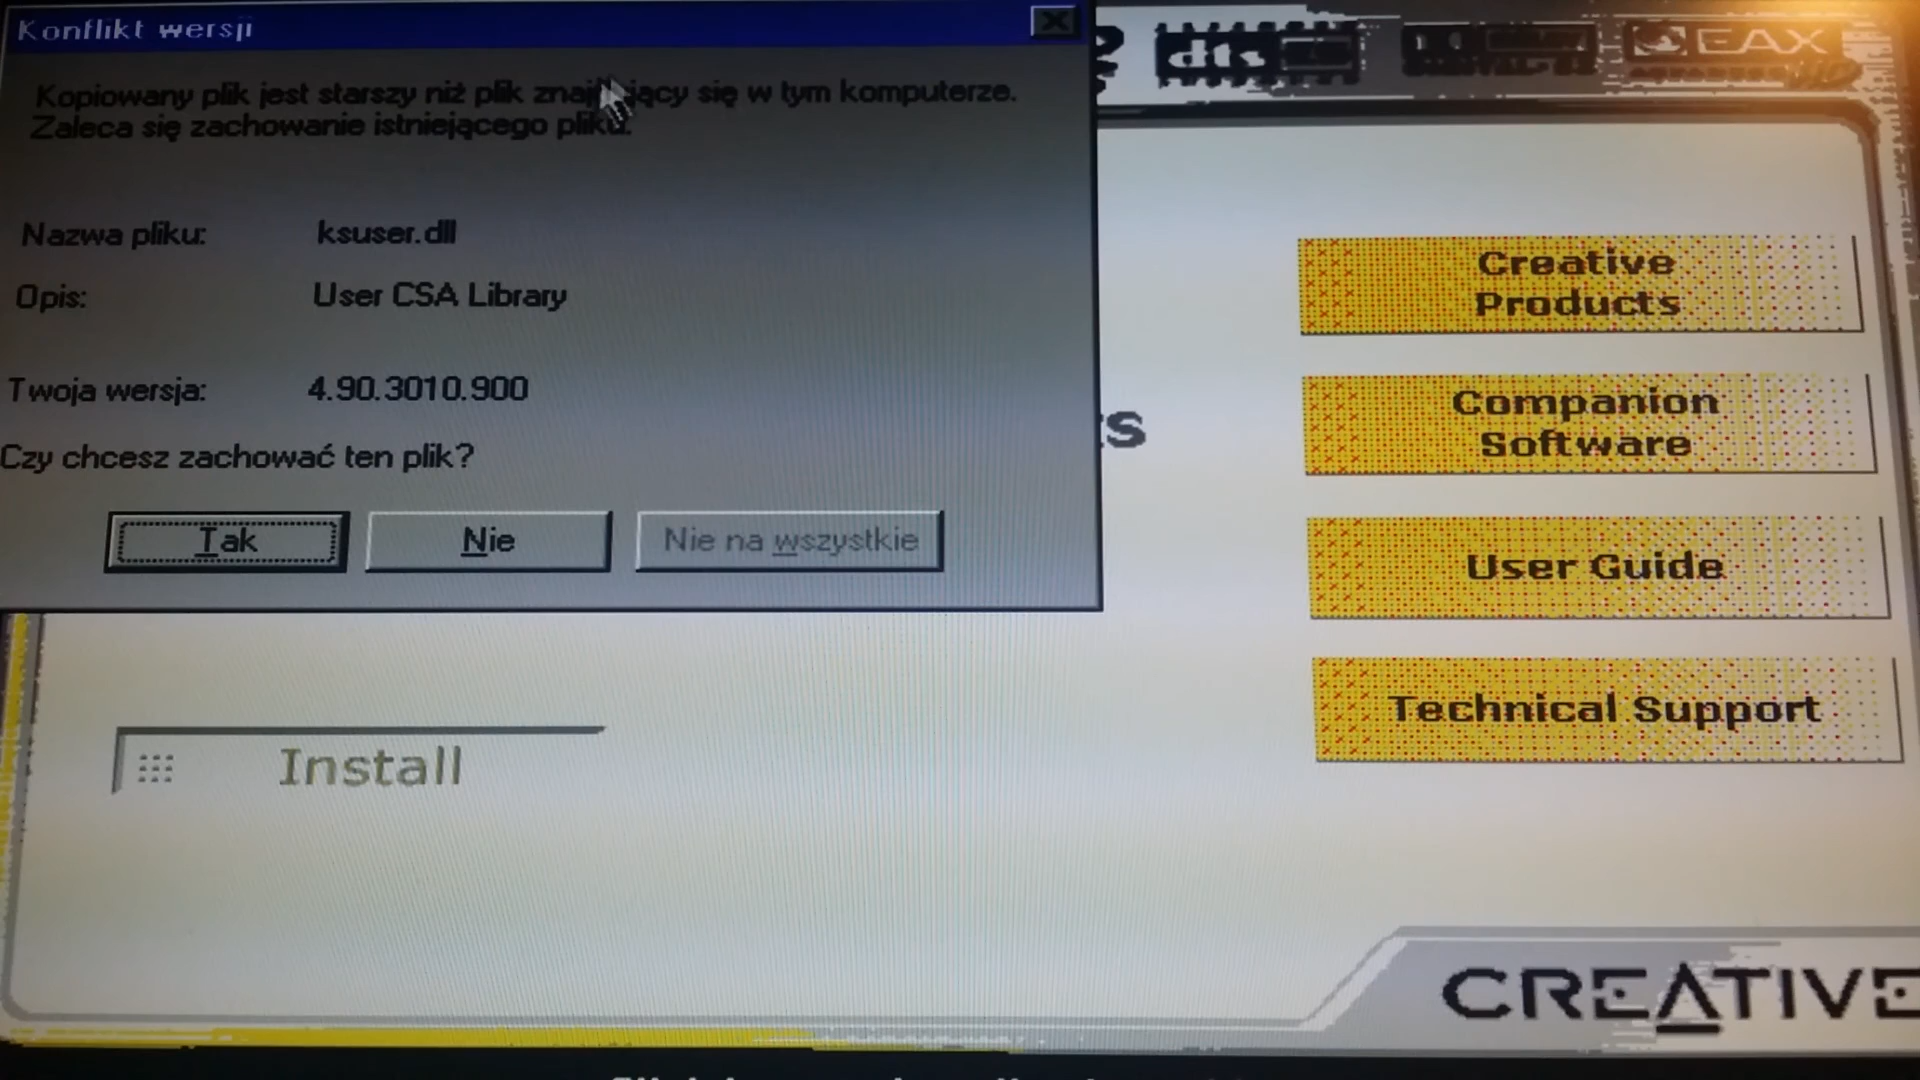 Konflikt wersji
Kopiowany plik jest starszy niż plik znajdujący się w tym komputerze.
Zaleca się zachowanie istniejącego pliku.
Nazwa pliku: ksuser.dll
Opis: User CSA Library
Twoja wersja: 4.90.3010.900
Czy chcesz zachować ten plik?
Tak
Nie
Nie na wszystkie
dts
EAX
Creative
Products
Companion
Software
User Guide
Technical Support
Install
CREATIVE